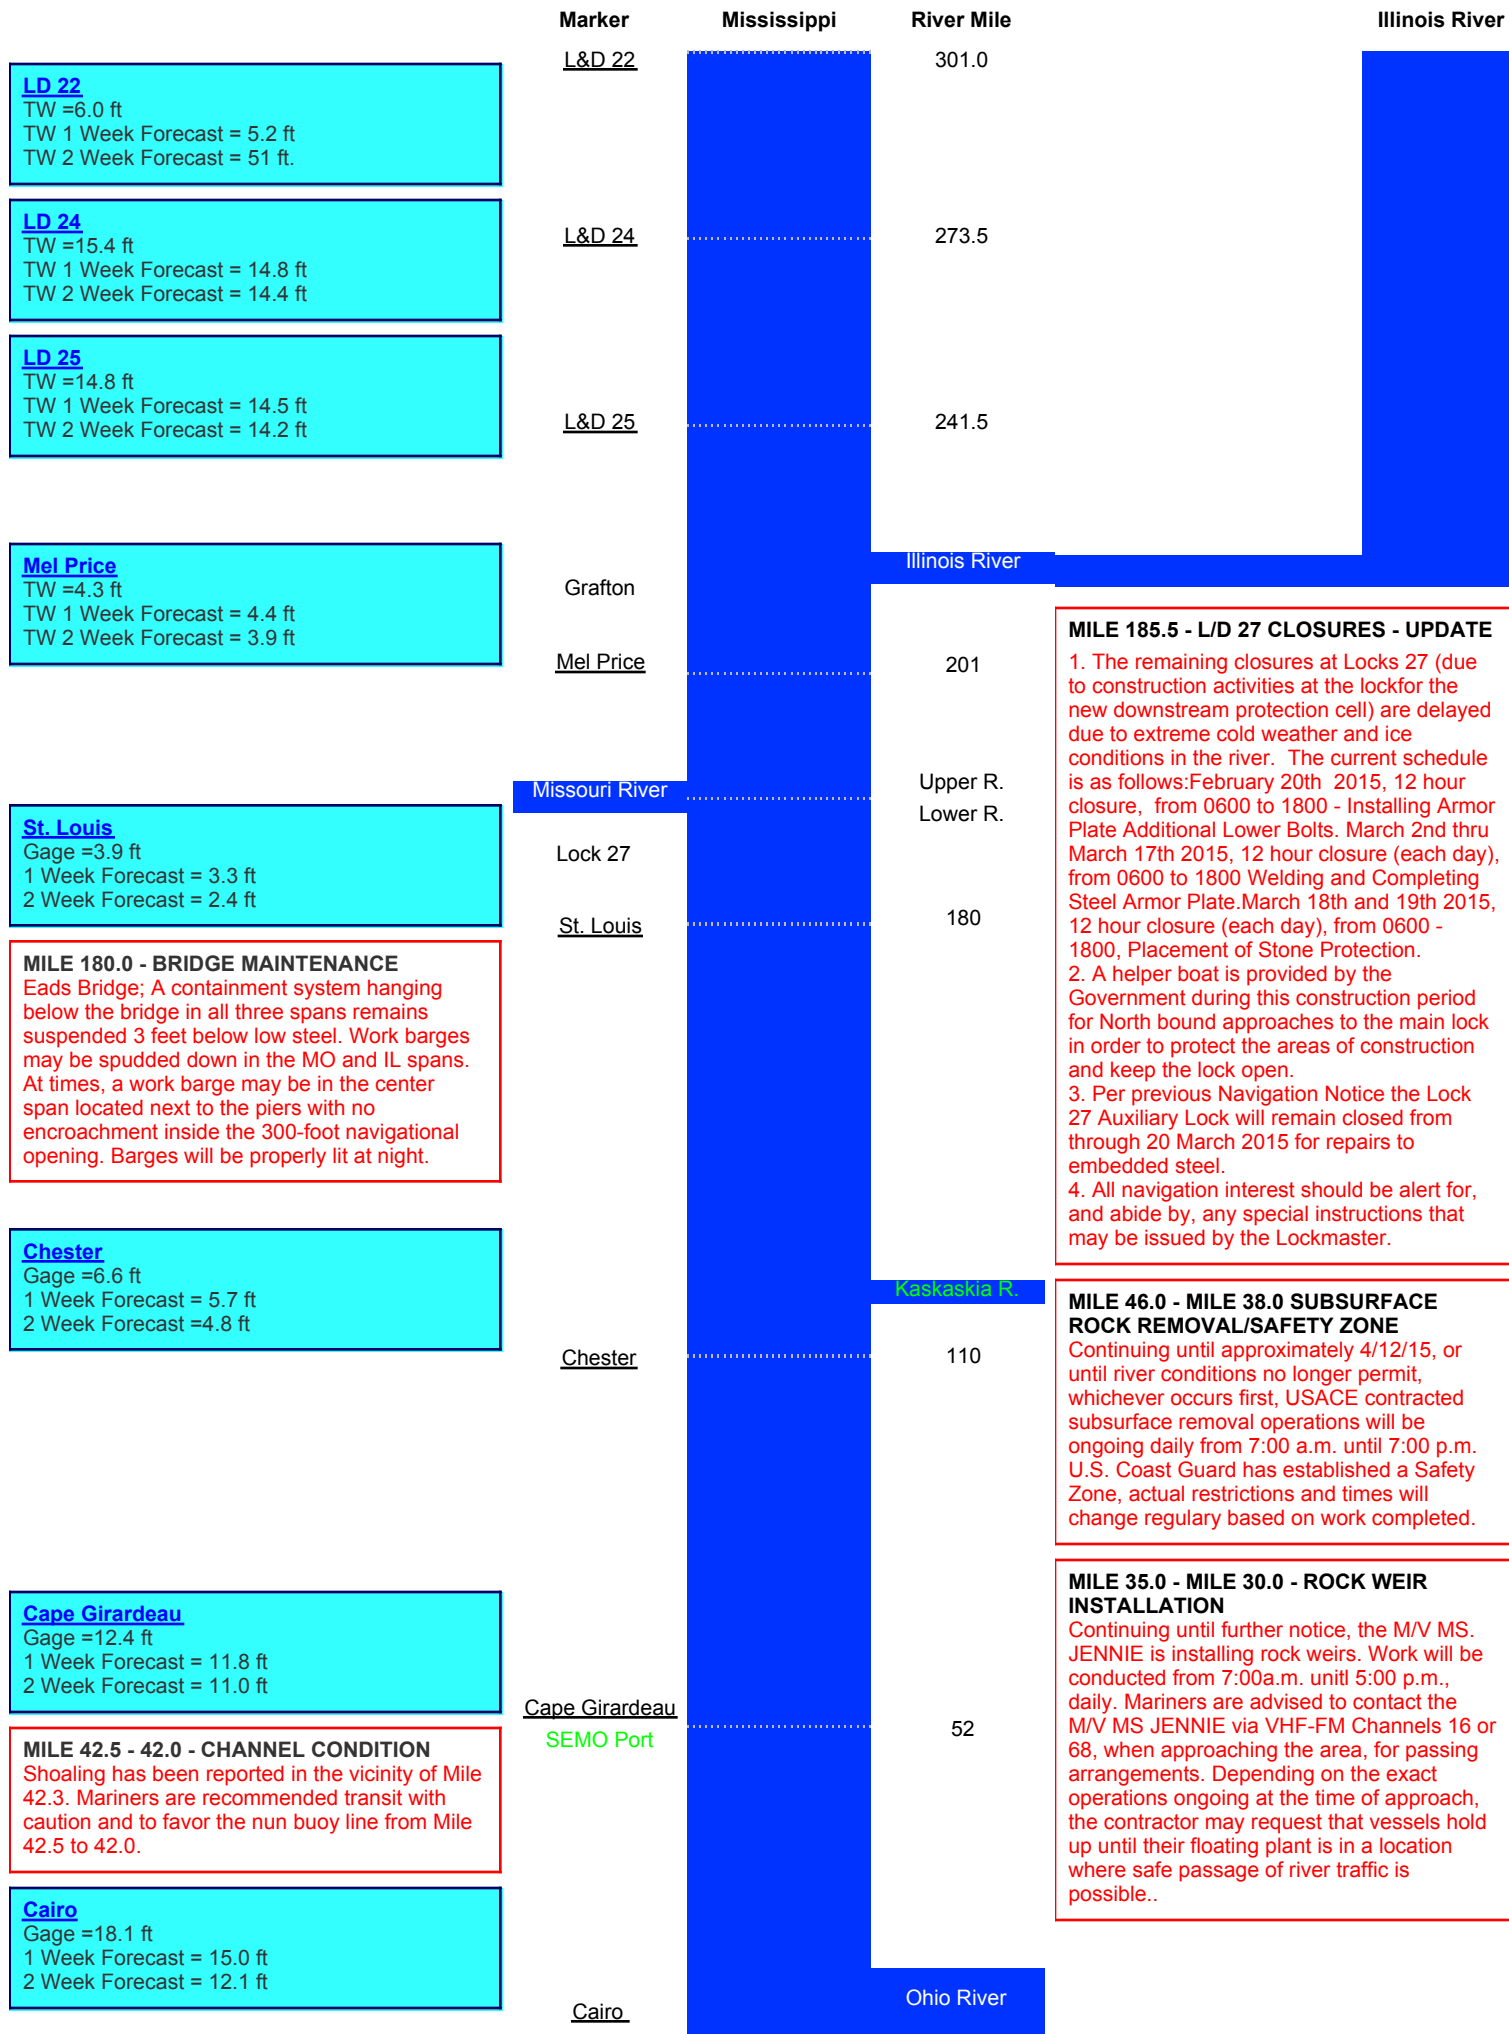 Marker Mississippi River Mile Illinois River
L&D 22 301.0
LD 22
TW =6.0 ft
TW 1 Week Forecast = 5.2 ft
TW 2 Week Forecast = 51 ft.
LD 24
TW =15.4 ft
TW 1 Week Forecast = 14.8 ft
TW 2 Week Forecast = 14.4 ft
L&D 24 273.5
LD 25
TW =14.8 ft
TW 1 Week Forecast = 14.5 ft
TW 2 Week Forecast = 14.2 ft
L&D 25 241.5
Mel Price
TW =4.3 ft
TW 1 Week Forecast = 4.4 ft
TW 2 Week Forecast = 3.9 ft
Illinois River
Grafton
Mel Price 201
Missouri River
Upper R.
Lower R.
St. Louis
Gage =3.9 ft
1 Week Forecast = 3.3 ft
2 Week Forecast = 2.4 ft
Lock 27
St. Louis 180
MILE 180.0 - BRIDGE MAINTENANCE
Eads Bridge; A containment system hanging
below the bridge in all three spans remains
suspended 3 feet below low steel. Work barges
may be spudded down in the MO and IL spans.
At times, a work barge may be in the center
span located next to the piers with no
encroachment inside the 300-foot navigational
opening. Barges will be properly lit at night.
MILE 185.5 - L/D 27 CLOSURES - UPDATE
1. The remaining closures at Locks 27 (due
to construction activities at the lockfor the
new downstream protection cell) are delayed
due to extreme cold weather and ice
conditions in the river.  The current schedule
is as follows:February 20th  2015, 12 hour
closure,  from 0600 to 1800 - Installing Armor
Plate Additional Lower Bolts. March 2nd thru
March 17th 2015, 12 hour closure (each day),
from 0600 to 1800 Welding and Completing
Steel Armor Plate.March 18th and 19th 2015,
12 hour closure (each day), from 0600 -
1800, Placement of Stone Protection.
2. A helper boat is provided by the
Government during this construction period
for North bound approaches to the main lock
in order to protect the areas of construction
and keep the lock open.
3. Per previous Navigation Notice the Lock
27 Auxiliary Lock will remain closed from
through 20 March 2015 for repairs to
embedded steel.
4. All navigation interest should be alert for,
and abide by, any special instructions that
may be issued by the Lockmaster.
Chester
Gage =6.6 ft
1 Week Forecast = 5.7 ft
2 Week Forecast =4.8 ft
Kaskaskia R.
Chester 110
MILE 46.0 - MILE 38.0 SUBSURFACE
ROCK REMOVAL/SAFETY ZONE
Continuing until approximately 4/12/15, or
until river conditions no longer permit,
whichever occurs first, USACE contracted
subsurface removal operations will be
ongoing daily from 7:00 a.m. until 7:00 p.m.
U.S. Coast Guard has established a Safety
Zone, actual restrictions and times will
change regulary based on work completed.
MILE 35.0 - MILE 30.0 - ROCK WEIR
INSTALLATION
Continuing until further notice, the M/V MS.
JENNIE is installing rock weirs. Work will be
conducted from 7:00a.m. unitl 5:00 p.m.,
daily. Mariners are advised to contact the
M/V MS JENNIE via VHF-FM Channels 16 or
68, when approaching the area, for passing
arrangements. Depending on the exact
operations ongoing at the time of approach,
the contractor may request that vessels hold
up until their floating plant is in a location
where safe passage of river traffic is
possible..
Cape Girardeau
Gage =12.4 ft
1 Week Forecast = 11.8 ft
2 Week Forecast = 11.0 ft
Cape Girardeau
SEMO Port
52
MILE 42.5 - 42.0 - CHANNEL CONDITION
Shoaling has been reported in the vicinity of Mile
42.3. Mariners are recommended transit with
caution and to favor the nun buoy line from Mile
42.5 to 42.0.
Cairo
Gage =18.1 ft
1 Week Forecast = 15.0 ft
2 Week Forecast = 12.1 ft
Ohio River
Cairo